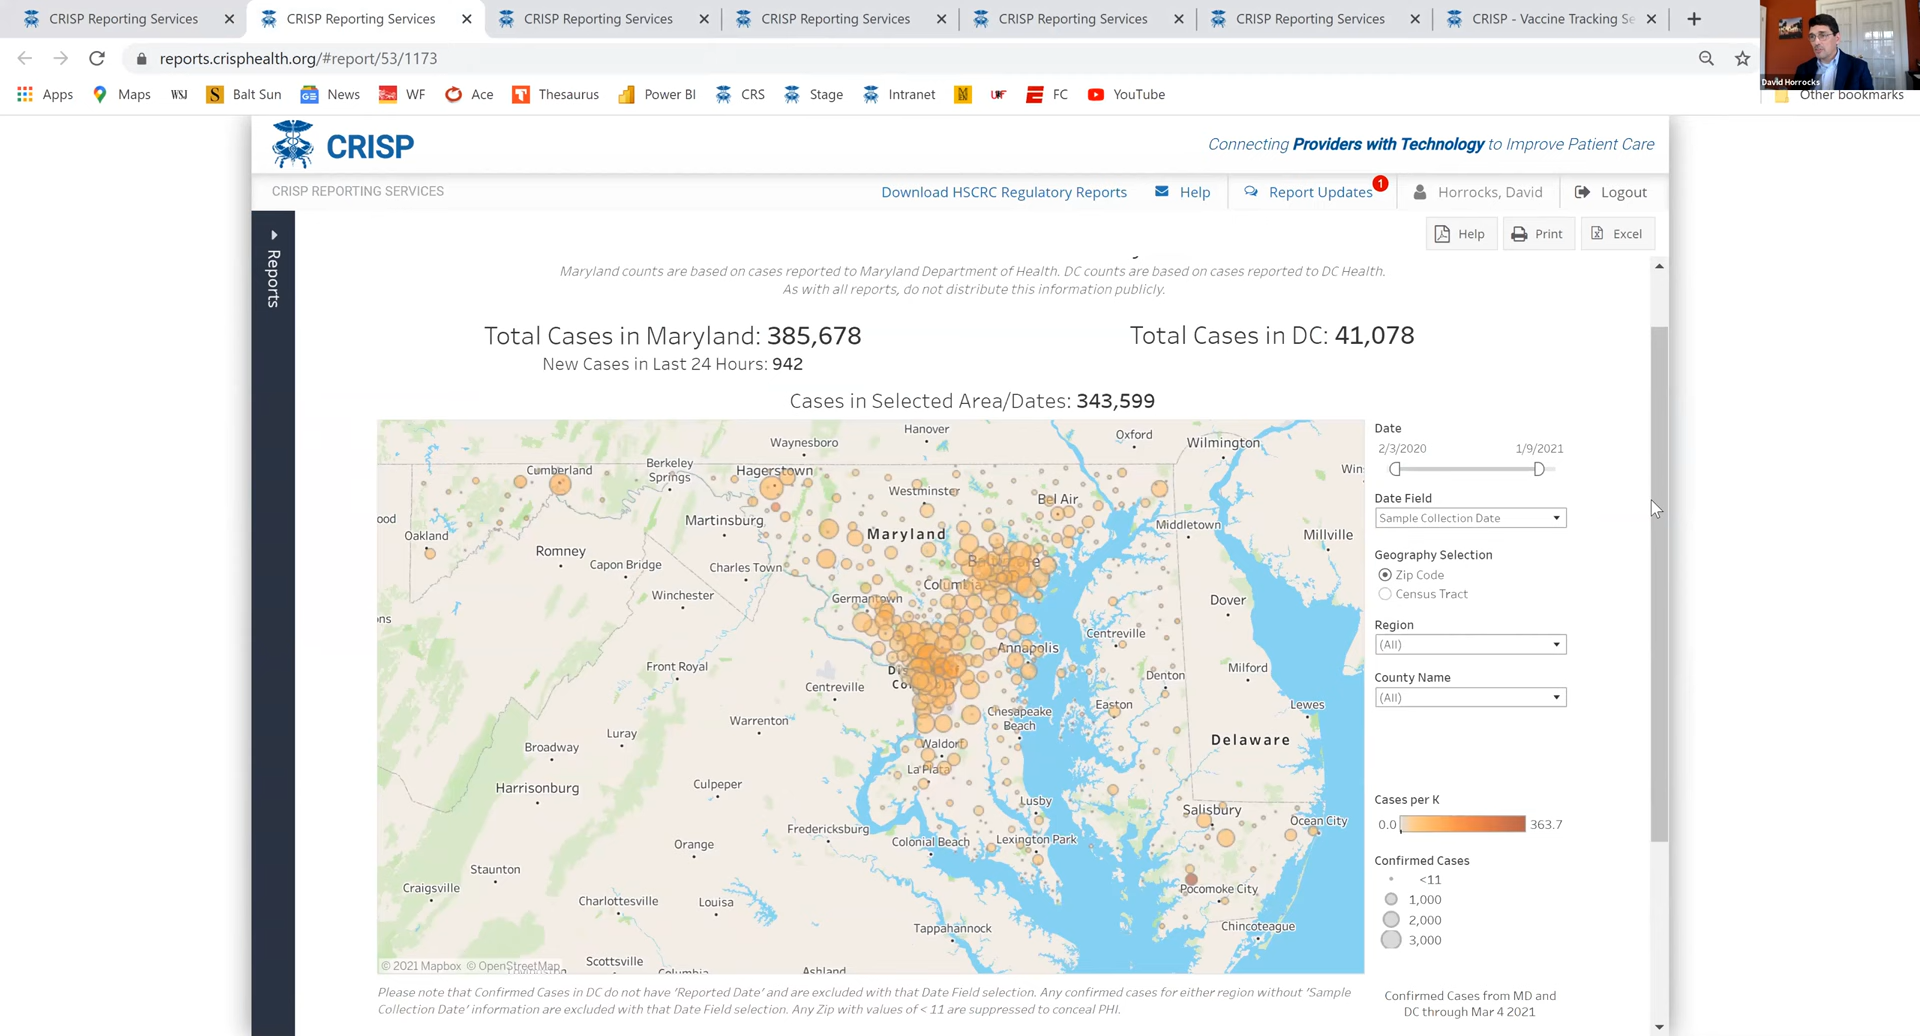 CRISP Reporting Services
CRISP Reporting Services
CRISP Reporting Services
CRISP Reporting Services
CRISP Reporting Services
CRISP Reporting Services
CRISP - Vaccine Tracking Se
reports.crisphealth.org/#report/53/1173
David Horrocks
Apps Maps WSJ Balt Sun News WF Ace Thesaurus Power BI CRS Stage Intranet FC YouTube Other bookmarks
CRISP
Connecting Providers with Technology to Improve Patient Care
CRISP REPORTING SERVICES
Download HSCRC Regulatory Reports Help Report Updates 1 Horrocks, David Logout
Reports
Help Print Excel
Maryland counts are based on cases reported to Maryland Department of Health. DC counts are based on cases reported to DC Health.
As with all reports, do not distribute this information publicly.
Total Cases in Maryland: 385,678
New Cases in Last 24 Hours: 942
Total Cases in DC: 41,078
Cases in Selected Area/Dates: 343,599
Hanover
Waynesboro
Oxford
Wilmington
Cumberland
Berkeley
Springs
Hagerstown
Win
Westminster
Bel Air
ood
Oakland
Martinsburg
Maryland
Middletown
Millville
Romney
Capon Bridge
Charles Town
Columbia
Winchester
Germantown
Dover
ns
Centreville
Annapolis
Front Royal
Milford
Denton
Centreville
Chesapeake
Beach
Easton
Lewes
Warrenton
Luray
Broadway
Waldorf
Delaware
La Plata
Culpeper
Harrisonburg
Lusby
Salisbury
Ocean City
Fredericksburg
Colonial Beach
Lexington Park
Orange
Staunton
Craigsville
Pocomoke City
Charlottesville
Louisa
Tappahannock
Chincoteague
Scottsville
Ashland
© 2021 Mapbox © OpenStreetMap
Date
2/3/2020 1/9/2021
Date Field
Sample Collection Date
Geography Selection
Zip Code
Census Tract
Region
(All)
County Name
(All)
Cases per K
0.0 363.7
Confirmed Cases
<11
1,000
2,000
3,000
Please note that Confirmed Cases in DC do not have 'Reported Date' and are excluded with that Date Field selection. Any confirmed cases for either region without 'Sample
Collection Date' information are excluded with that Date Field selection. Any Zip with values of < 11 are suppressed to conceal PHI.
Confirmed Cases from MD and
DC through Mar 4 2021